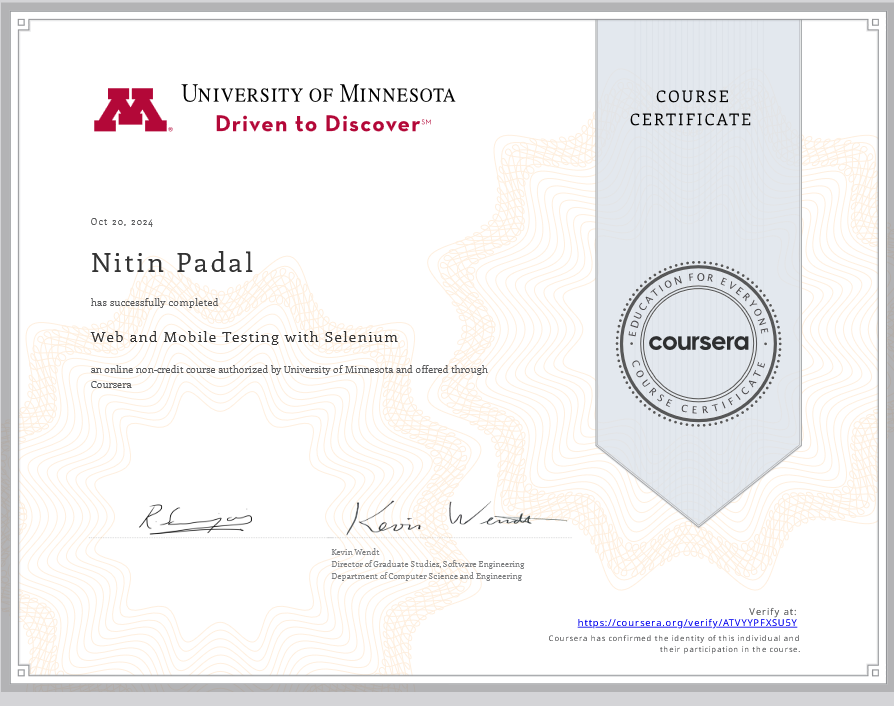 UNIVERSITY OF MINNESOTA
Driven to Discover℠
COURSE
CERTIFICATE
Oct 20, 2024
Nitin Padal
has successfully completed
Web and Mobile Testing with Selenium
an online non-credit course authorized by University of Minnesota and offered through
Coursera
EDUCATION FOR EVERYONE
coursera
COURSE CERTIFICATE
Kevin Wendt
Kevin Wendt
Director of Graduate Studies, Software Engineering
Department of Computer Science and Engineering
Verify at:
https://coursera.org/verify/ATVYYPFXSU5Y
Coursera has confirmed the identity of this individual and
their participation in the course.